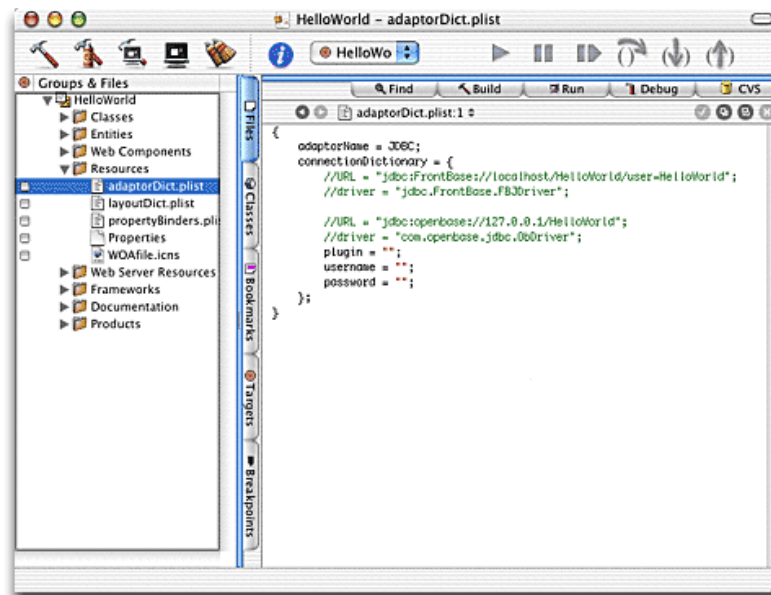 HelloWorld – adaptorDict.plist
HelloWo
Groups & Files
HelloWorld
Classes
Entities
Web Components
Resources
adaptorDict.plist
layoutDict.plist
propertyBinders.plis
Properties
WOAfile.icns
Web Server Resources
Frameworks
Documentation
Products
Files
Classes
Bookmarks
Targets
Breakpoints
Find
Build
Run
Debug
CVS
adaptorDict.plist:1
{
adaptorName = JDBC;
connectionDictionary = {
//URL = "jdbc:FrontBase://localhost/HelloWorld/user=HelloWorld";
//driver = "jdbc.FrontBase.FBJDriver";
//URL = "jdbc:openbase://127.0.0.1/HelloWorld";
//driver = "com.openbase.jdbc.ObDriver";
plugin = "";
username = "";
password = "";
};
}